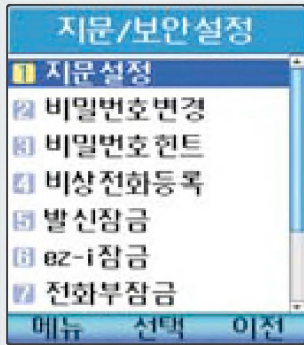 지문/보안설정
1 지문설정
2 비밀번호변경
3 비밀번호힌트
4 비상전화등록
5 발신잠금
6 ez-i잠금
7 전화부잠금
메뉴 선택 이전